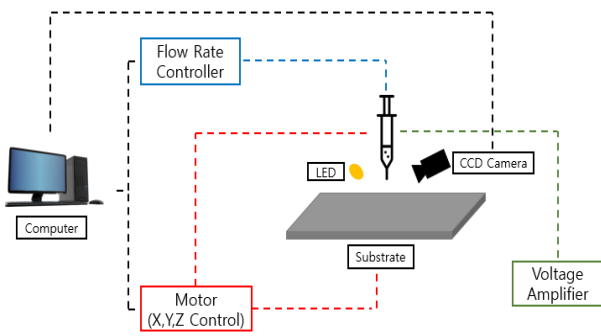 Flow Rate
Controller
LED
CCD Camera
Computer
Substrate
Motor
(X,Y,Z Control)
Voltage
Amplifier